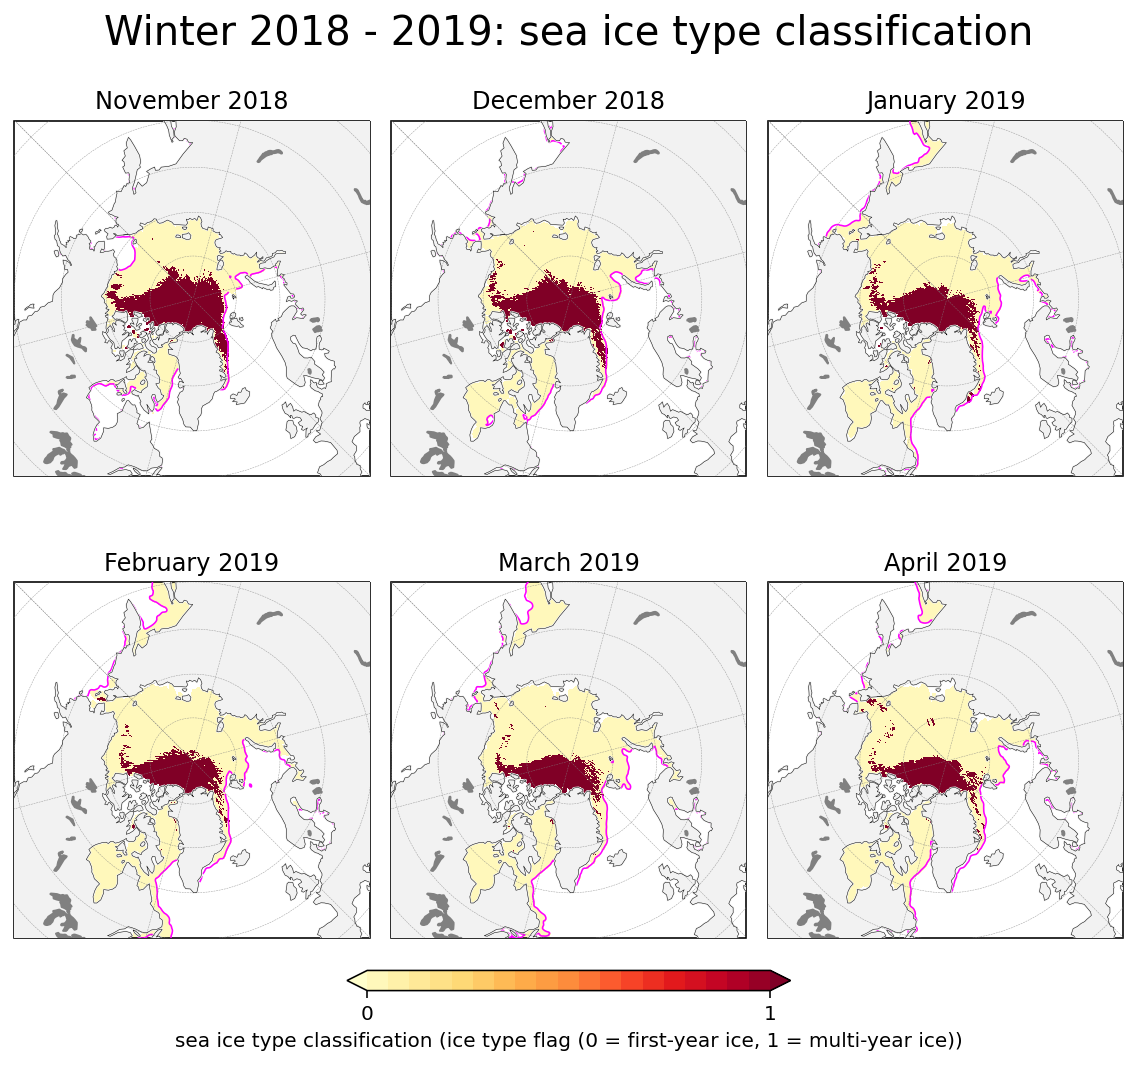 Winter 2018 - 2019: sea ice type classification
November 2018
December 2018
January 2019
February 2019
March 2019
April 2019
0
1
sea ice type classification (ice type flag (0 = first-year ice, 1 = multi-year ice))